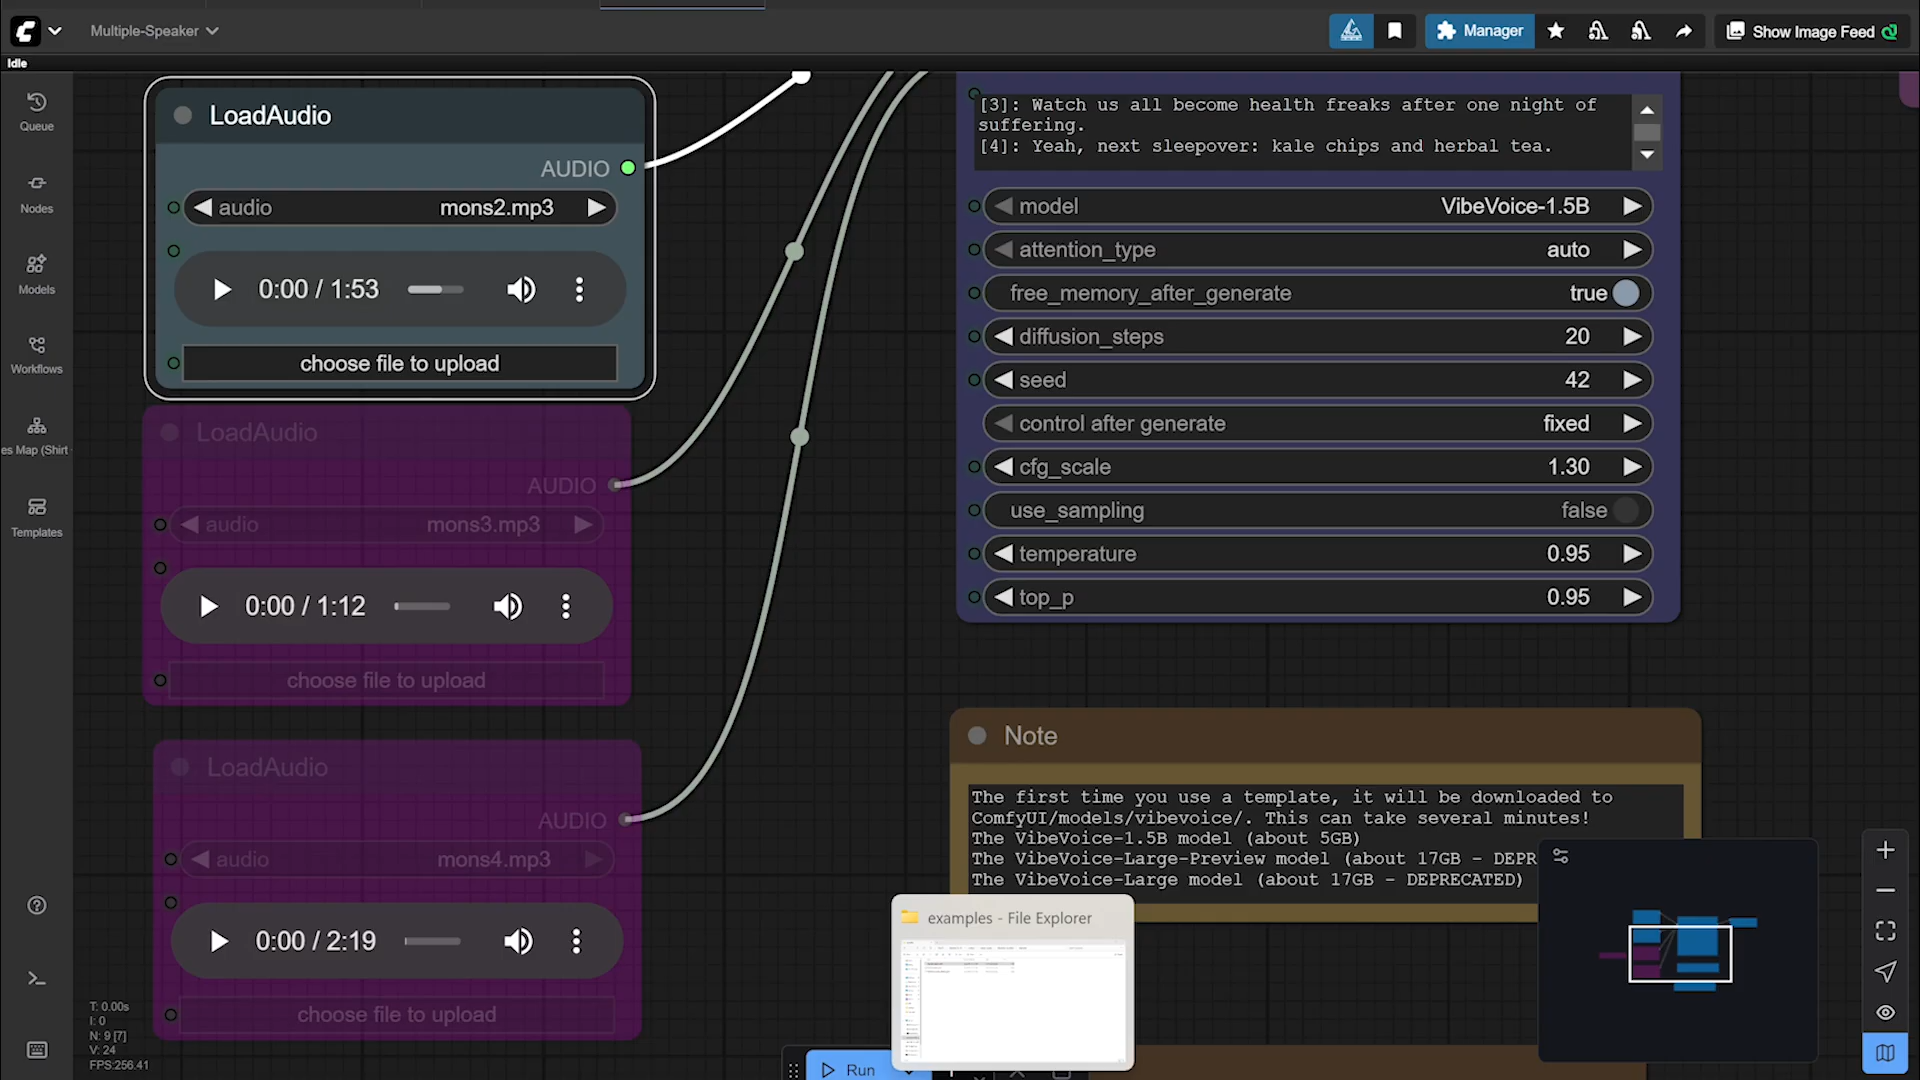 Multiple-Speaker
Manager
Show Image Feed
Idle
Queue
Nodes
Models
Workflows
es Map (Shirt
Templates
LoadAudio
AUDIO
audio mons2.mp3
0:00 / 1:53
choose file to upload
LoadAudio
AUDIO
audio mons3.mp3
0:00 / 1:12
choose file to upload
LoadAudio
AUDIO
audio mons4.mp3
0:00 / 2:19
choose file to upload
[3]: Watch us all become health freaks after one night of
suffering.
[4]: Yeah, next sleepover: kale chips and herbal tea.
model VibeVoice-1.5B
attention_type auto
free_memory_after_generate true
diffusion_steps 20
seed 42
control after generate fixed
cfg_scale 1.30
use_sampling false
temperature 0.95
top_p 0.95
Note
The first time you use a template, it will be downloaded to
ComfyUI/models/vibevoice/. This can take several minutes!
The VibeVoice-1.5B model (about 5GB)
The VibeVoice-Large-Preview model (about 17GB - DEPR
The VibeVoice-Large model (about 17GB - DEPRECATED)
examples - File Explorer
T: 0.00s
I: 0
N: 9 [7]
V: 24
FPS:256.41
Run